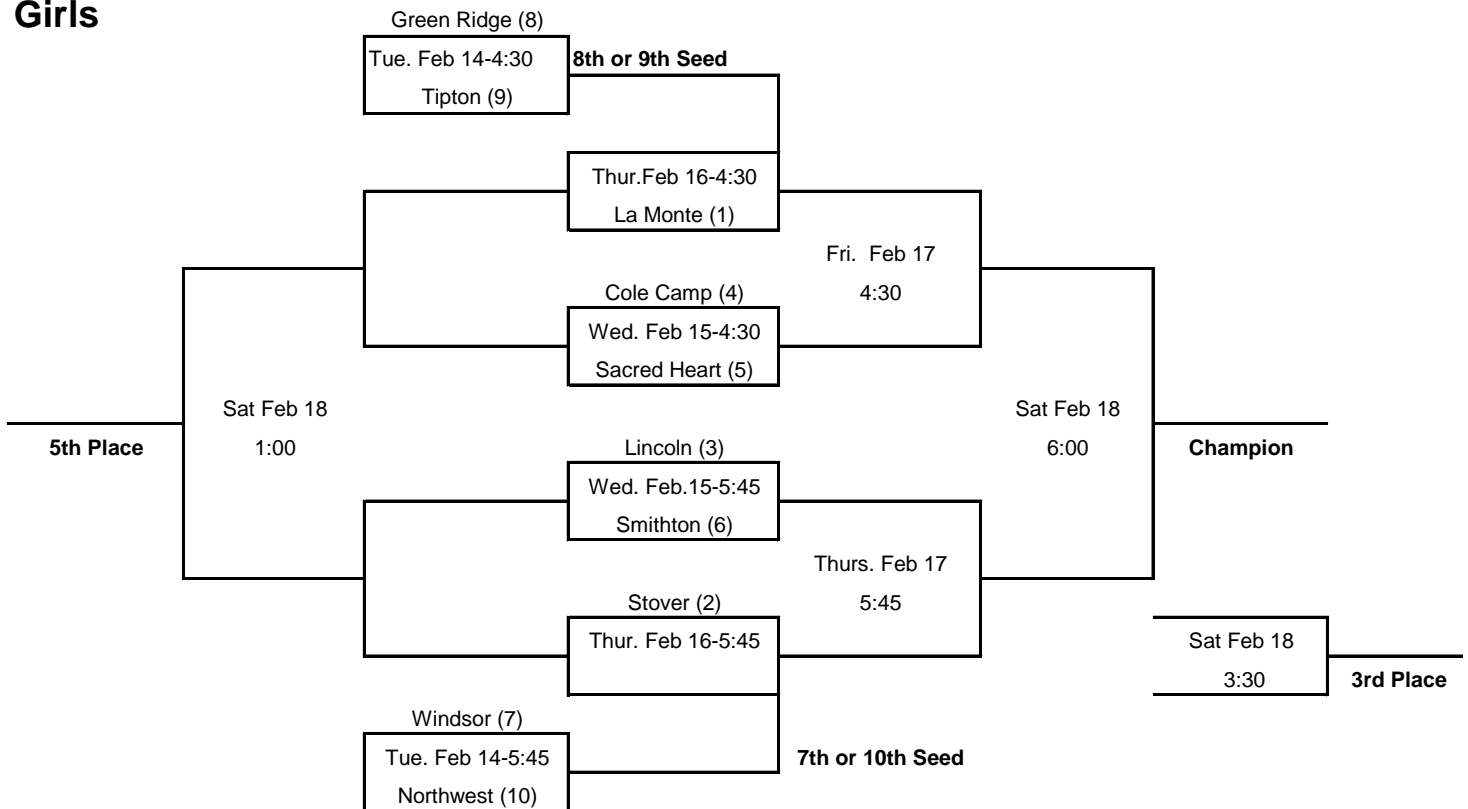 Girls
Green Ridge (8)
Tue. Feb 14-4:30
8th or 9th Seed
Tipton (9)
Thur.Feb 16-4:30
La Monte (1)
Fri.  Feb 17
4:30
Cole Camp (4)
Wed. Feb 15-4:30
Sacred Heart (5)
Sat Feb 18
1:00
5th Place
Sat Feb 18
6:00
Champion
Lincoln (3)
Wed. Feb.15-5:45
Smithton (6)
Thurs. Feb 17
5:45
Stover (2)
Thur. Feb 16-5:45
Sat Feb 18
3:30
3rd Place
Windsor (7)
Tue. Feb 14-5:45
7th or 10th Seed
Northwest (10)